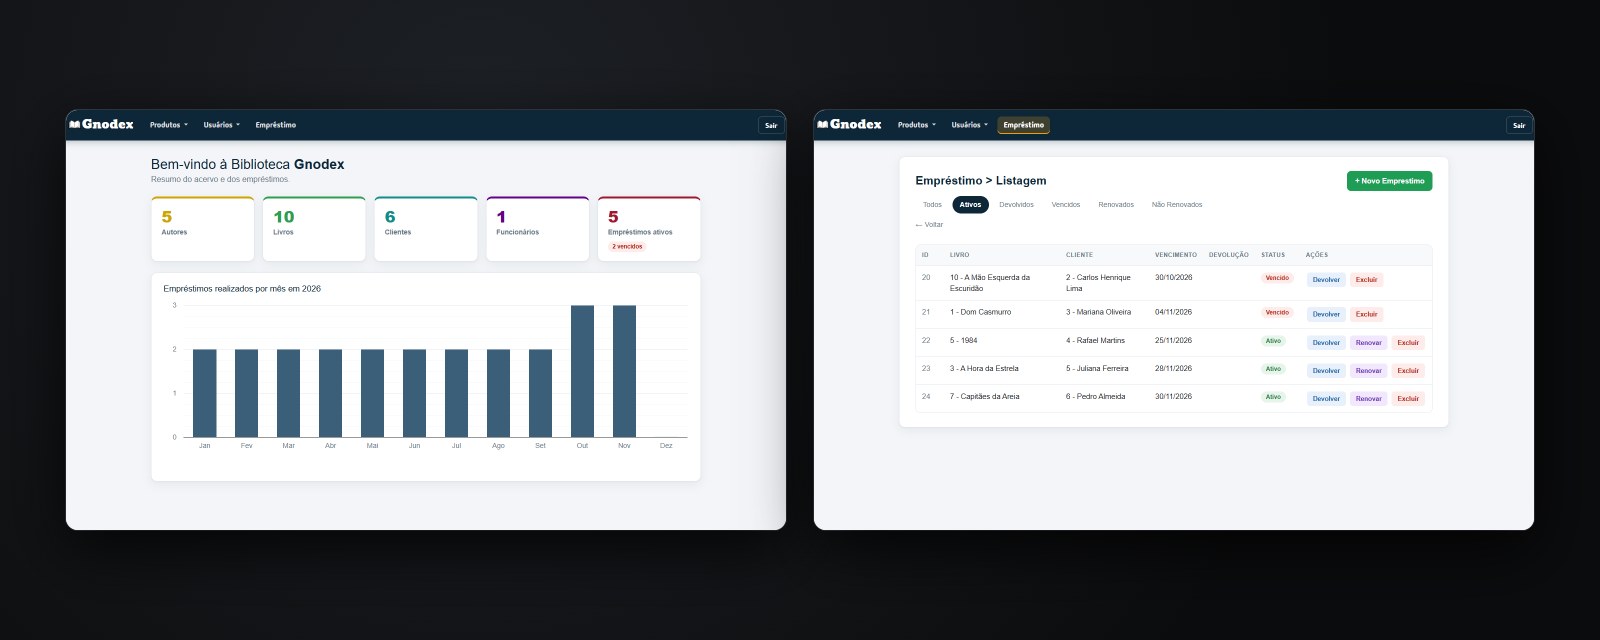 Gnodex Produtos Usuários Empréstimo Sair
Bem-vindo à Biblioteca Gnodex
Resumo do acervo e dos empréstimos.
5 10 6 1 5
Autores Livros Clientes Funcionários Empréstimos ativos
2 vencidos
Empréstimos realizados por mês em 2026
3
2
1
0
Jan Fev Mar Abr Mai Jun Jul Ago Set Out Nov Dez
Gnodex Produtos Usuários Empréstimo Sair
Empréstimo > Listagem + Novo Emprestimo
Todos Ativos Devolvidos Vencidos Renovados Não Renovados
← Voltar
ID LIVRO CLIENTE VENCIMENTO DEVOLUÇÃO STATUS AÇÕES
20 10 - A Mão Esquerda da 2 - Carlos Henrique 30/10/2026 Vencido Devolver Excluir
Escuridão Lima
21 1 - Dom Casmurro 3 - Mariana Oliveira 04/11/2026 Vencido Devolver Excluir
22 5 - 1984 4 - Rafael Martins 25/11/2026 Ativo Devolver Renovar Excluir
23 3 - A Hora da Estrela 5 - Juliana Ferreira 28/11/2026 Ativo Devolver Renovar Excluir
24 7 - Capitães da Areia 6 - Pedro Almeida 30/11/2026 Ativo Devolver Renovar Excluir